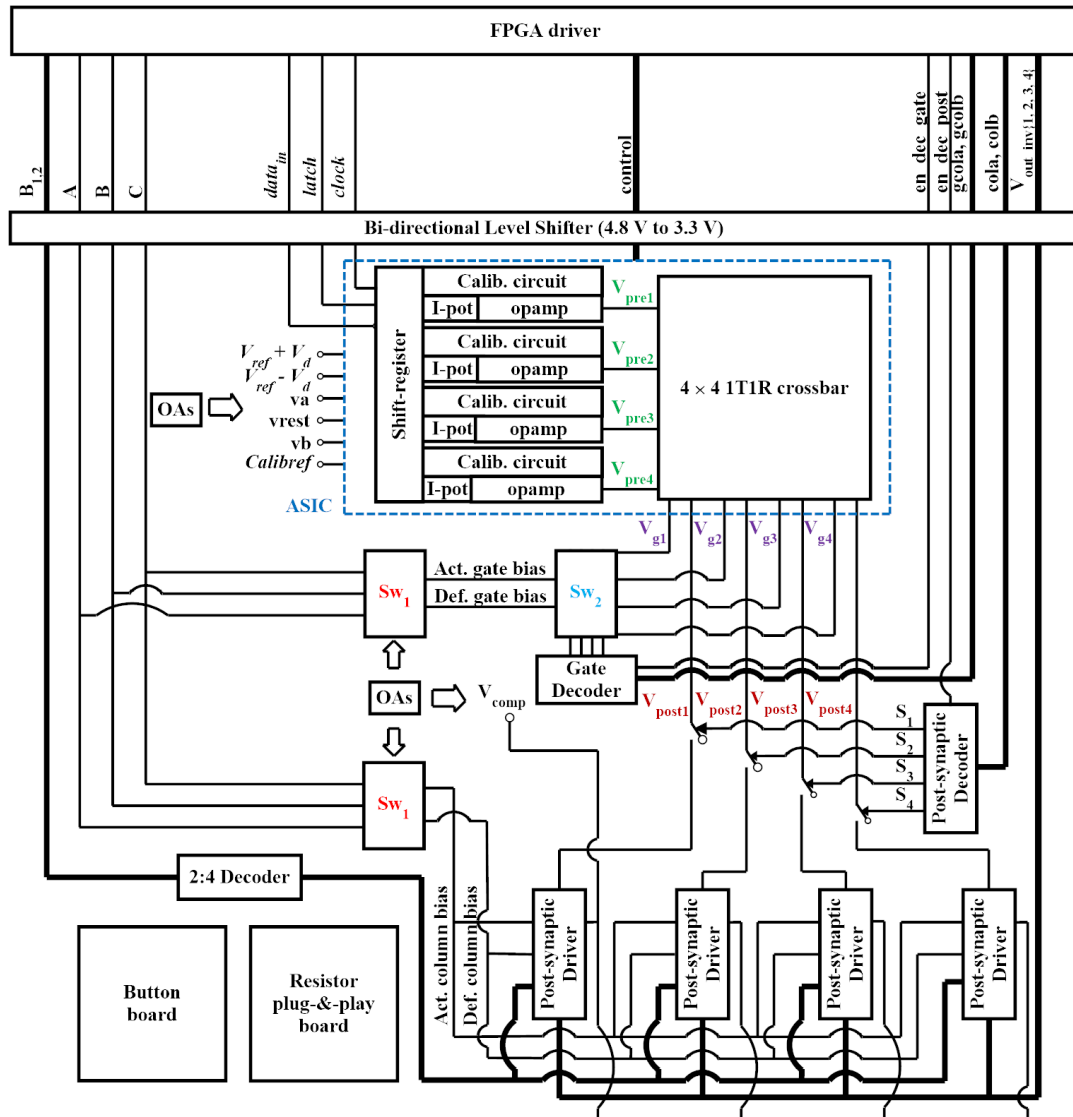 FPGA driver
B1,2
A
B
C
data_in
latch
clock
control
en_dec_gate
en_dec_post
gcola, gcolb
cola, colb
Vout_inv{1, 2, 3, 4}
Bi-directional Level Shifter (4.8 V to 3.3 V)
Shift-register
Calib. circuit
I-pot
opamp
Calib. circuit
I-pot
opamp
Calib. circuit
I-pot
opamp
Calib. circuit
I-pot
opamp
Vpre1
Vpre2
Vpre3
Vpre4
4 × 4 1T1R crossbar
OAs
Vref + Vd
Vref - Vd
va
vrest
vb
Calibref
ASIC
Vg1
Vg2
Vg3
Vg4
Sw1
Act. gate bias
Def. gate bias
Sw2
Gate
Decoder
OAs
Vcomp
Vpost1
Vpost2
Vpost3
Vpost4
S1
S2
S3
S4
Post-synaptic
Decoder
Sw1
2:4 Decoder
Act. column bias
Def. column bias
Post-synaptic
Driver
Post-synaptic
Driver
Post-synaptic
Driver
Post-synaptic
Driver
Button
board
Resistor
plug-&-play
board